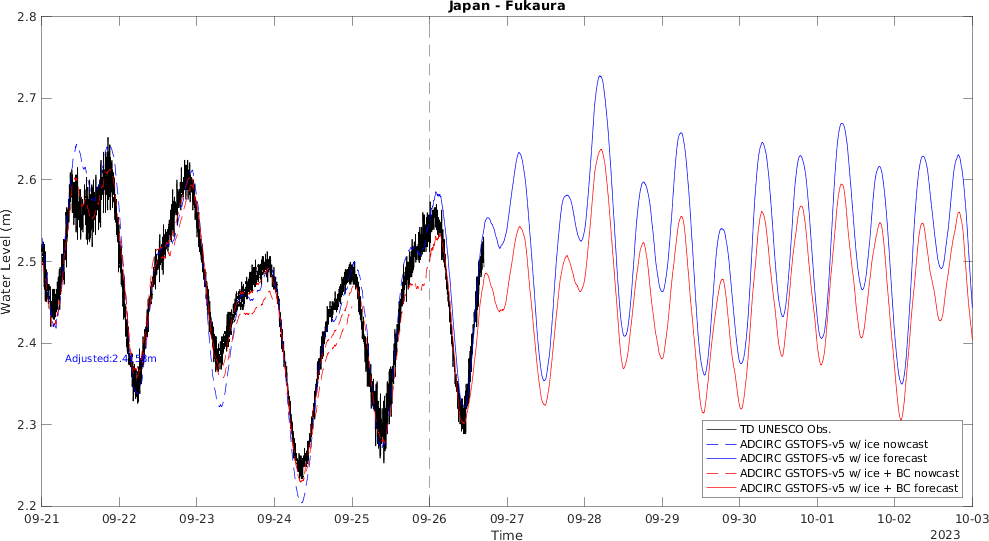 Japan - Fukaura
2.8
2.7
2.6
2.5
2.4
2.3
2.2
Water Level (m)
TD UNESCO Obs.
ADCIRC GSTOFS-v5 w/ ice nowcast
ADCIRC GSTOFS-v5 w/ ice forecast
ADCIRC GSTOFS-v5 w/ ice + BC nowcast
ADCIRC GSTOFS-v5 w/ ice + BC forecast
09-21 09-22 09-23 09-24 09-25 09-26 09-27 09-28 09-29 09-30 10-01 10-02 10-03
Time
2023